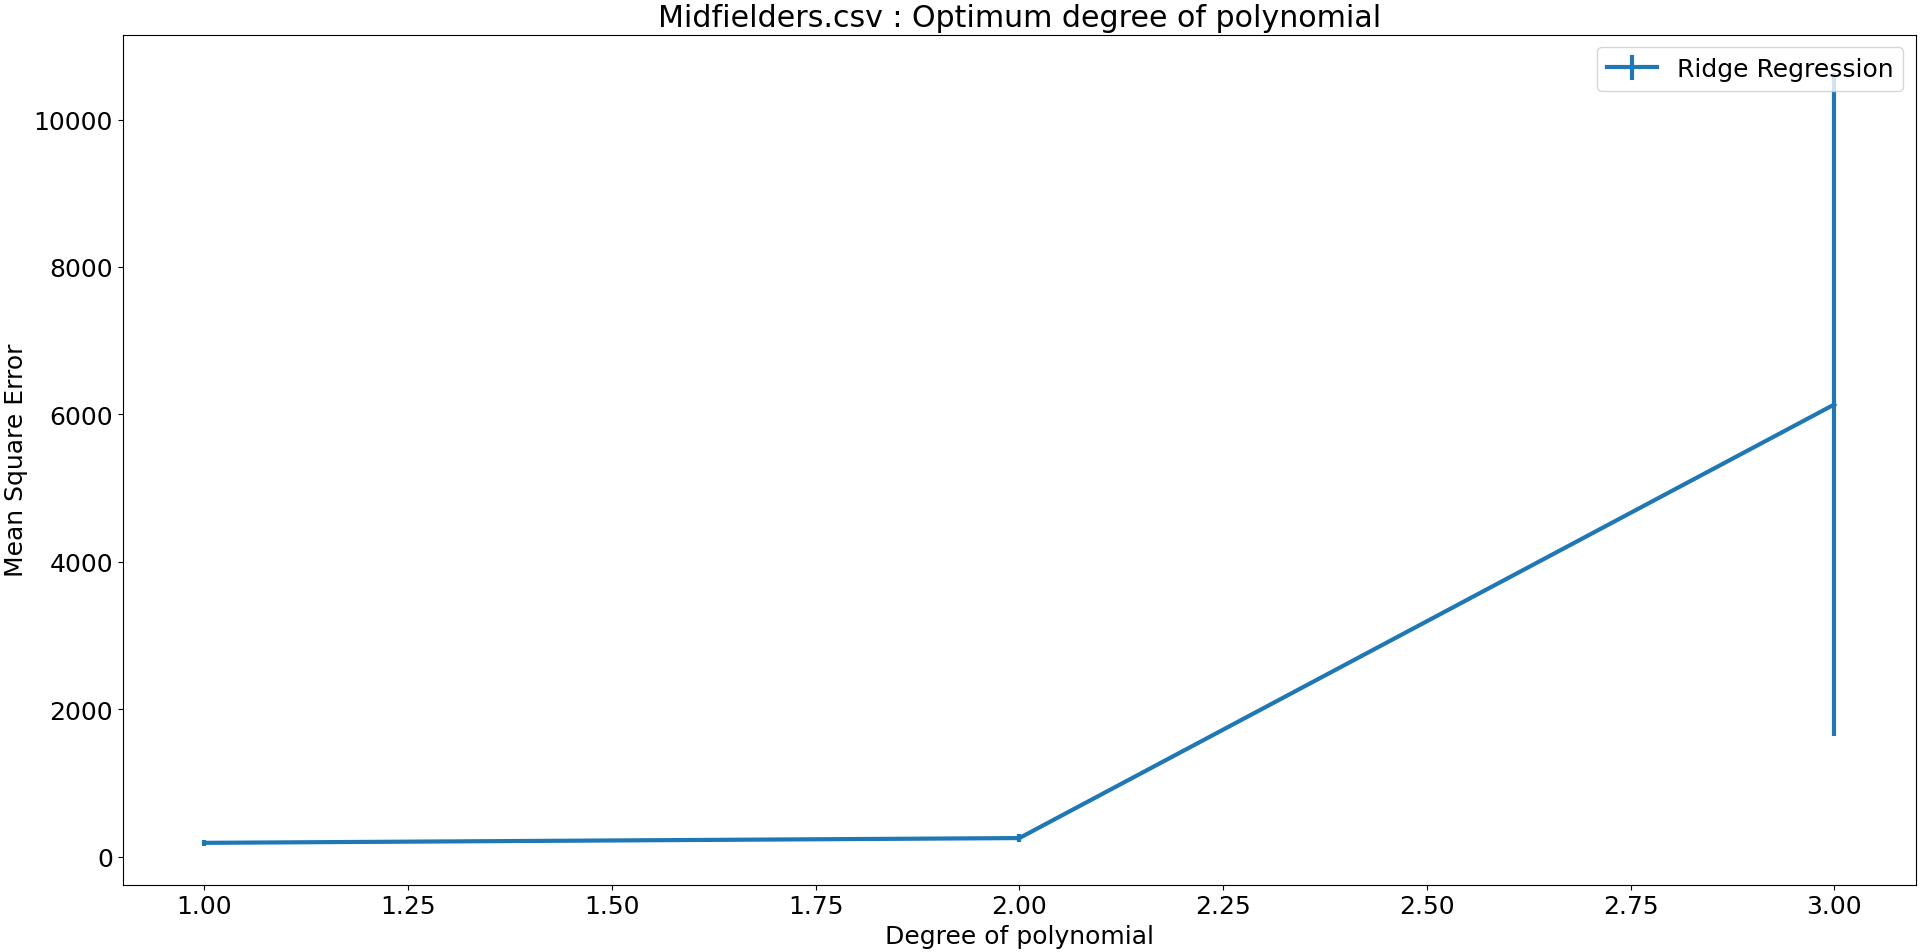 Midfielders.csv : Optimum degree of polynomial
Ridge Regression
Mean Square Error
10000
8000
6000
4000
2000
0
1.00 1.25 1.50 1.75 2.00 2.25 2.50 2.75 3.00
Degree of polynomial